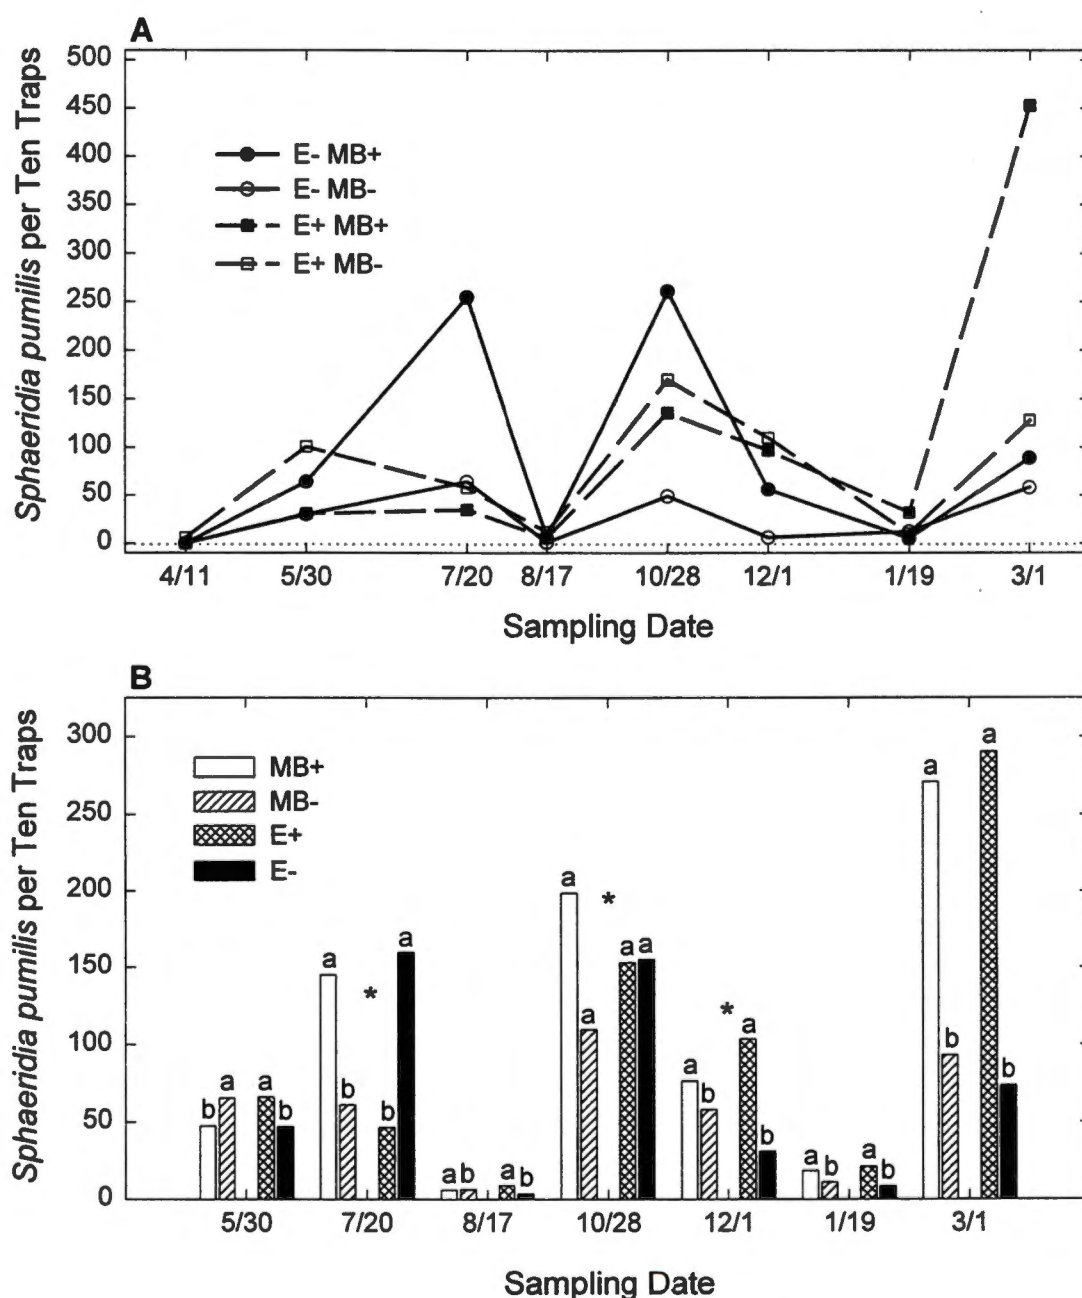 A
Sphaeridia pumilis per Ten Traps
500
450
400
350
300
250
200
150
100
50
0
E- MB+
E- MB-
E+ MB+
E+ MB-
4/11 5/30 7/20 8/17 10/28 12/1 1/19 3/1
Sampling Date
B
Sphaeridia pumilis per Ten Traps
300
250
200
150
100
50
0
MB+
MB-
E+
E-
b a a b
a b * b a
a b a b
a a * a a
a b * a b
a b a b
a b a b
5/30 7/20 8/17 10/28 12/1 1/19 3/1
Sampling Date